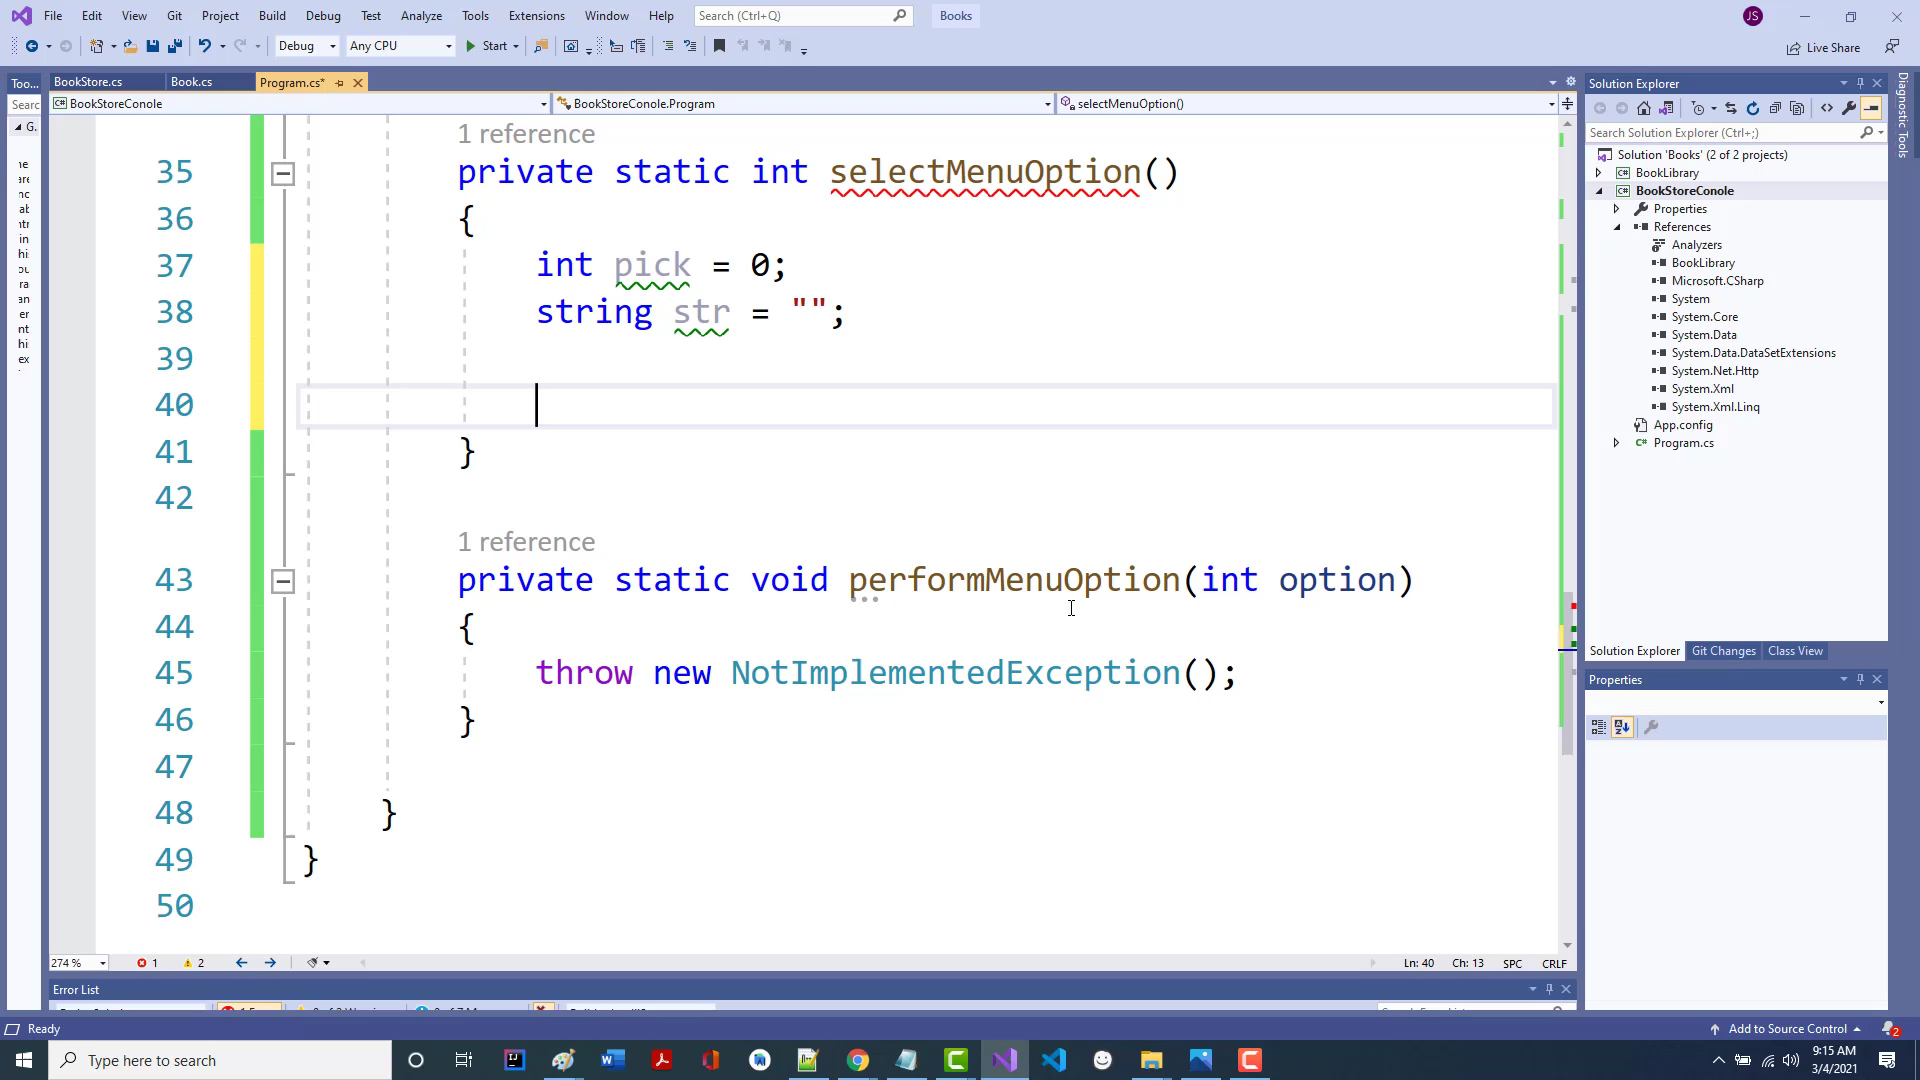 File Edit View Git Project Build Debug Test Analyze Tools Extensions Window Help Search (Ctrl+Q) Books JS
Debug Any CPU Start Live Share
Too... BookStore.cs Book.cs Program.cs* Solution Explorer
Searc BookStoreConole BookStoreConole.Program selectMenuOption()
G.
Search Solution Explorer (Ctrl+;)
Solution 'Books' (2 of 2 projects)
BookLibrary
BookStoreConole
Properties
References
Analyzers
BookLibrary
Microsoft.CSharp
System
System.Core
System.Data
System.Data.DataSetExtensions
System.Net.Http
System.Xml
System.Xml.Linq
App.config
Program.cs
Diagnostic Tools
1 reference
35 private static int selectMenuOption()
36 {
37 int pick = 0;
38 string str = "";
39
40
41 }
42
1 reference
43 private static void performMenuOption(int option)
44 {
45 throw new NotImplementedException();
46 }
47
48 }
49 }
50
Solution Explorer Git Changes Class View
Properties
274 % 1 2 Ln: 40 Ch: 13 SPC CRLF
Error List
Ready Add to Source Control 2
Type here to search
9:15 AM
3/4/2021